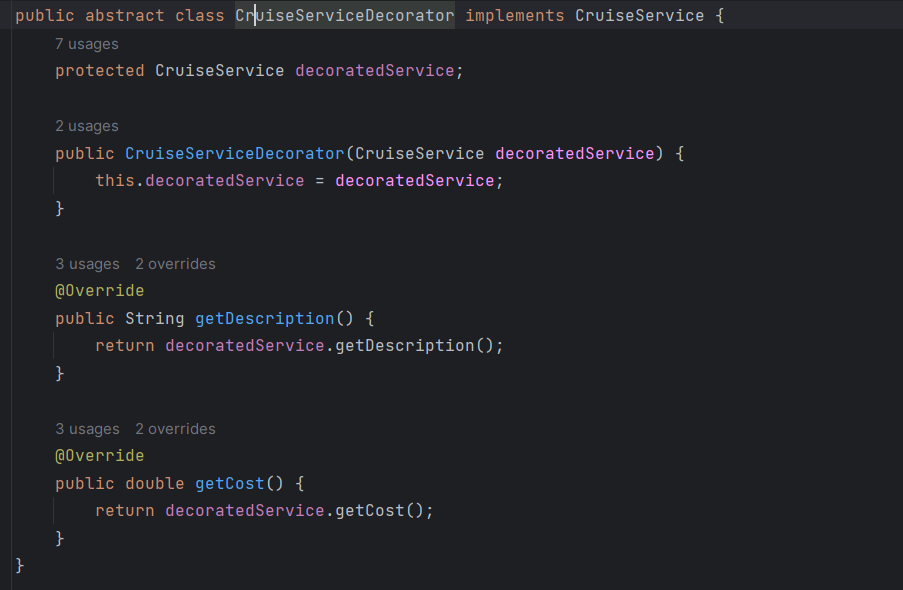 public abstract class CruiseServiceDecorator implements CruiseService {
7 usages
protected CruiseService decoratedService;
2 usages
public CruiseServiceDecorator(CruiseService decoratedService) {
this.decoratedService = decoratedService;
}
3 usages 2 overrides
@Override
public String getDescription() {
return decoratedService.getDescription();
}
3 usages 2 overrides
@Override
public double getCost() {
return decoratedService.getCost();
}
}